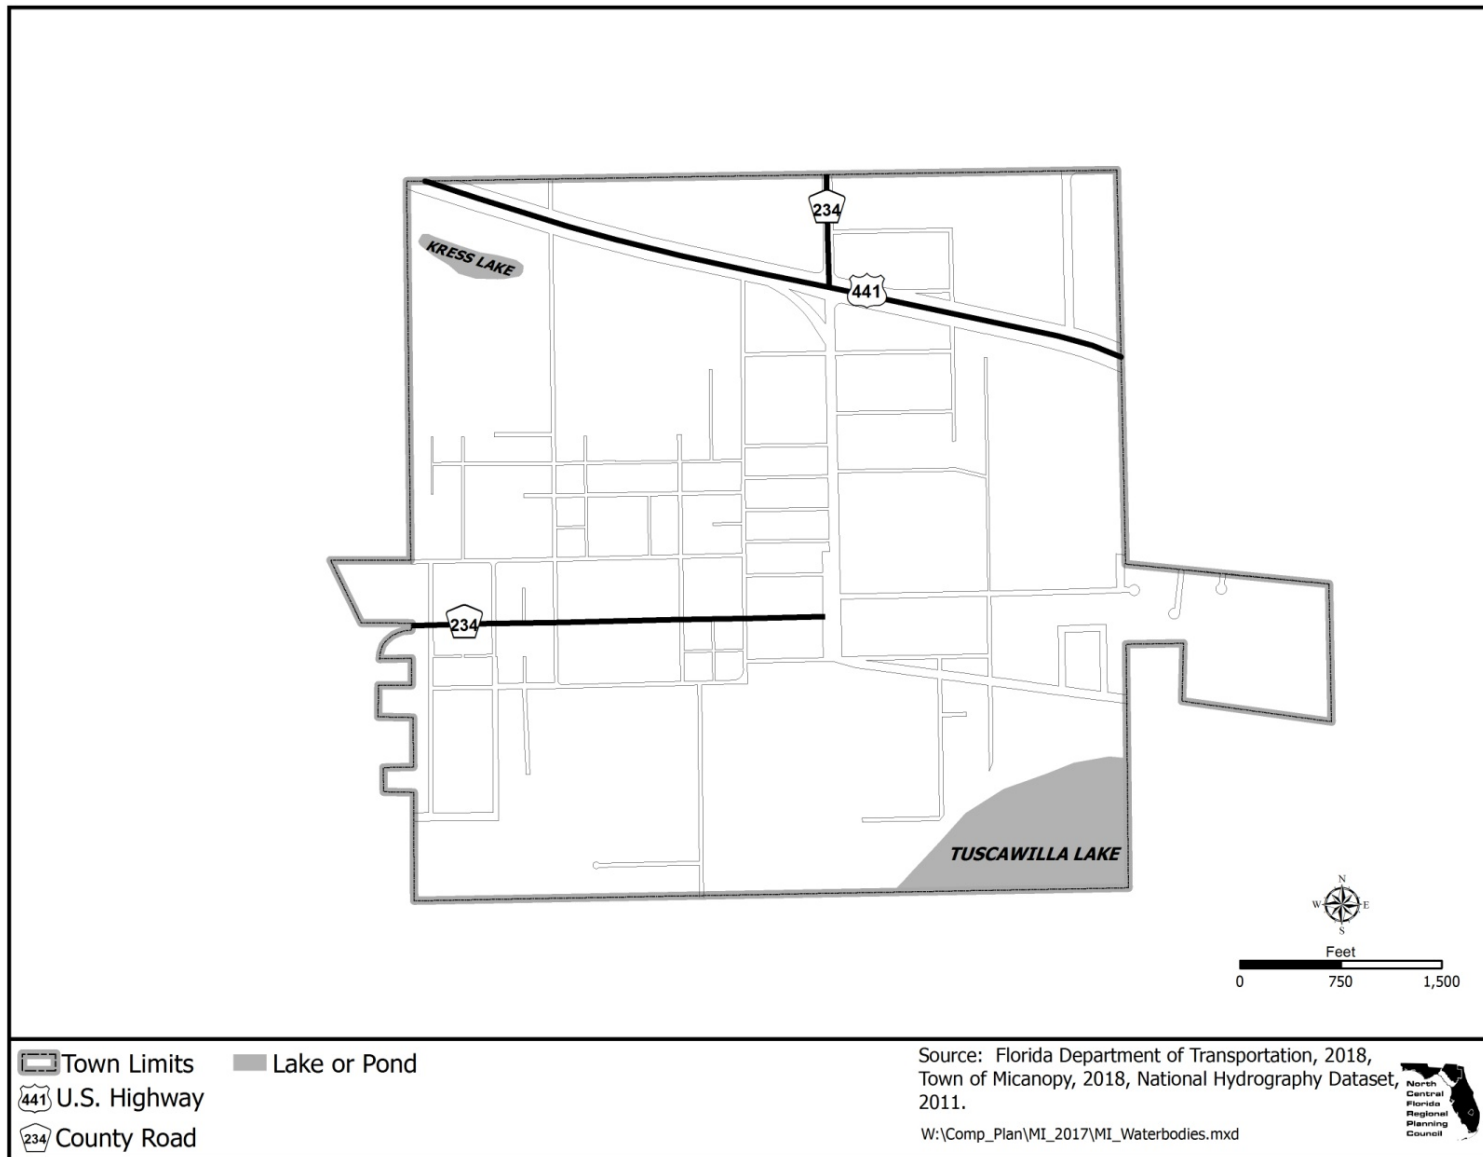 234
KRESS LAKE
441
234
TUSCAWILLA LAKE
N
W E
S
Feet
0 750 1,500
Town Limits Lake or Pond
441 U.S. Highway
234 County Road
Source: Florida Department of Transportation, 2018,
Town of Micanopy, 2018, National Hydrography Dataset,
2011.
W:\Comp_Plan\MI_2017\MI_Waterbodies.mxd
North
Central
Florida
Regional
Planning
Council